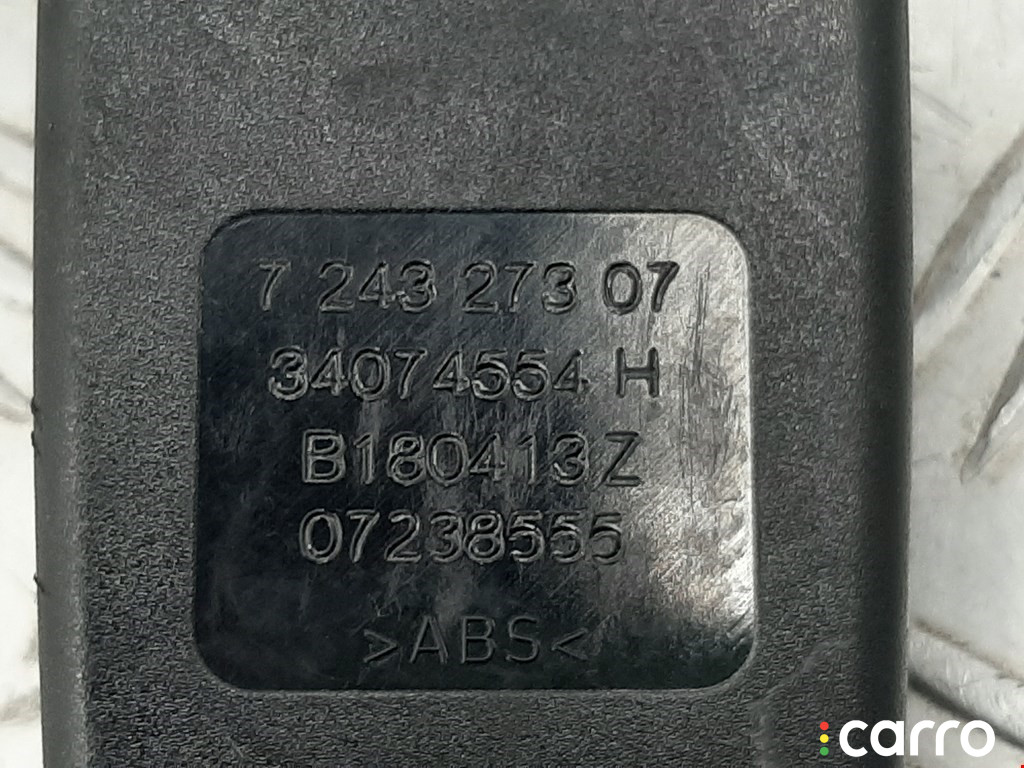 7 243 273 07
34074554 H
B180413Z
07238555
>ABS<
carro